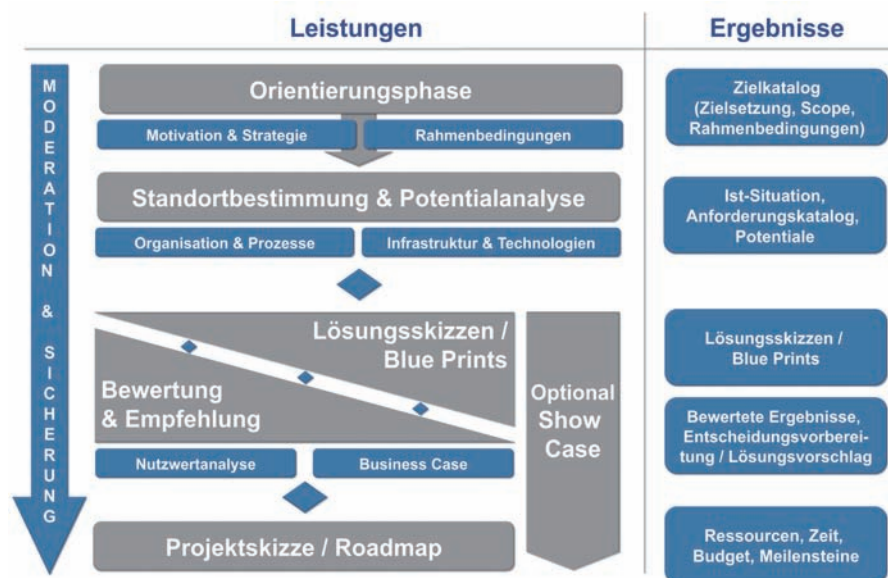 Leistungen
Ergebnisse
MODERATION & SICHERUNG
Orientierungsphase
Motivation & Strategie
Rahmenbedingungen
Zielkatalog
(Zielsetzung, Scope,
Rahmenbedingungen)
Standortbestimmung & Potentialanalyse
Organisation & Prozesse
Infrastruktur & Technologien
Ist-Situation,
Anforderungskatalog,
Potentiale
Lösungsskizzen /
Blue Prints
Bewertung
& Empfehlung
Optional
Show
Case
Lösungsskizzen /
Blue Prints
Nutzwertanalyse
Business Case
Bewertete Ergebnisse,
Entscheidungsvorberei-
tung / Lösungsvorschlag
Projektskizze / Roadmap
Ressourcen, Zeit,
Budget, Meilensteine